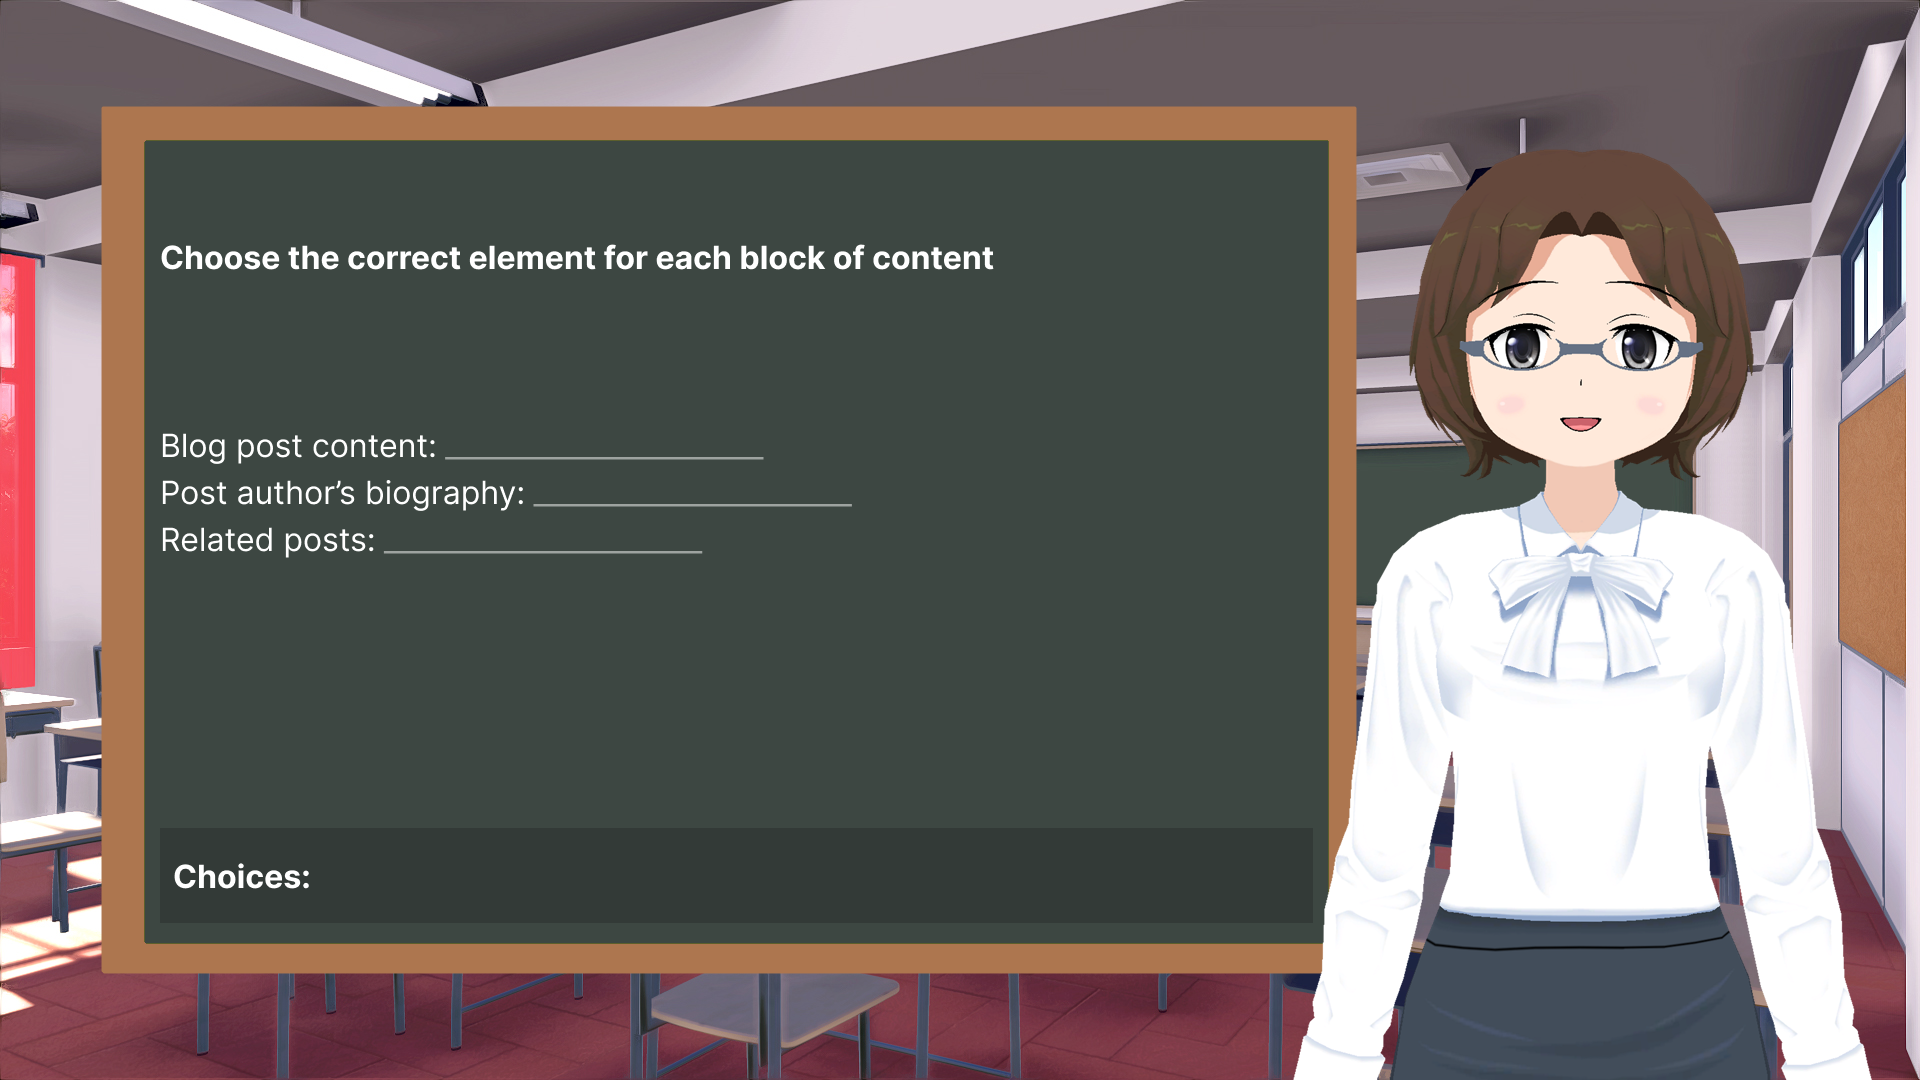 Choose the correct element for each block of content
Blog post content: ____________________
Post author’s biography: ____________________
Related posts: ____________________
Choices: